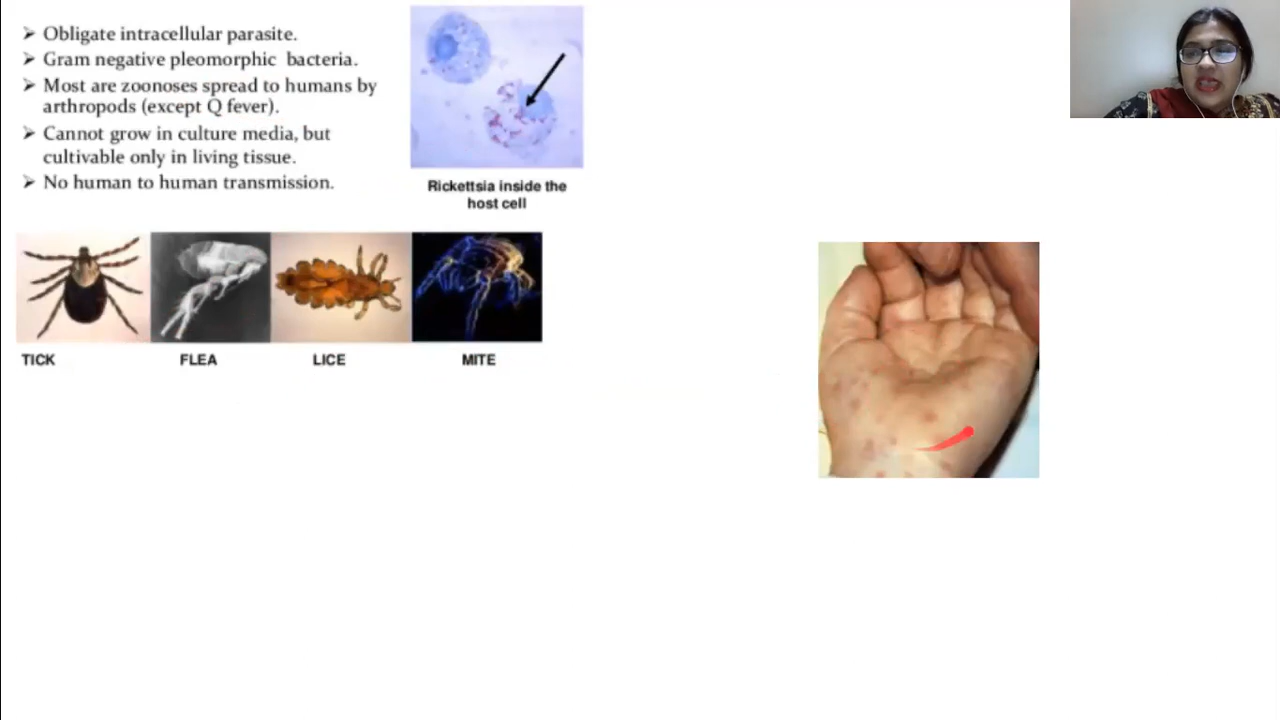 ➢ Obligate intracellular parasite.
➢ Gram negative pleomorphic bacteria.
➢ Most are zoonoses spread to humans by
arthropods (except Q fever).
➢ Cannot grow in culture media, but
cultivable only in living tissue.
➢ No human to human transmission.
Rickettsia inside the
host cell
TICK FLEA LICE MITE